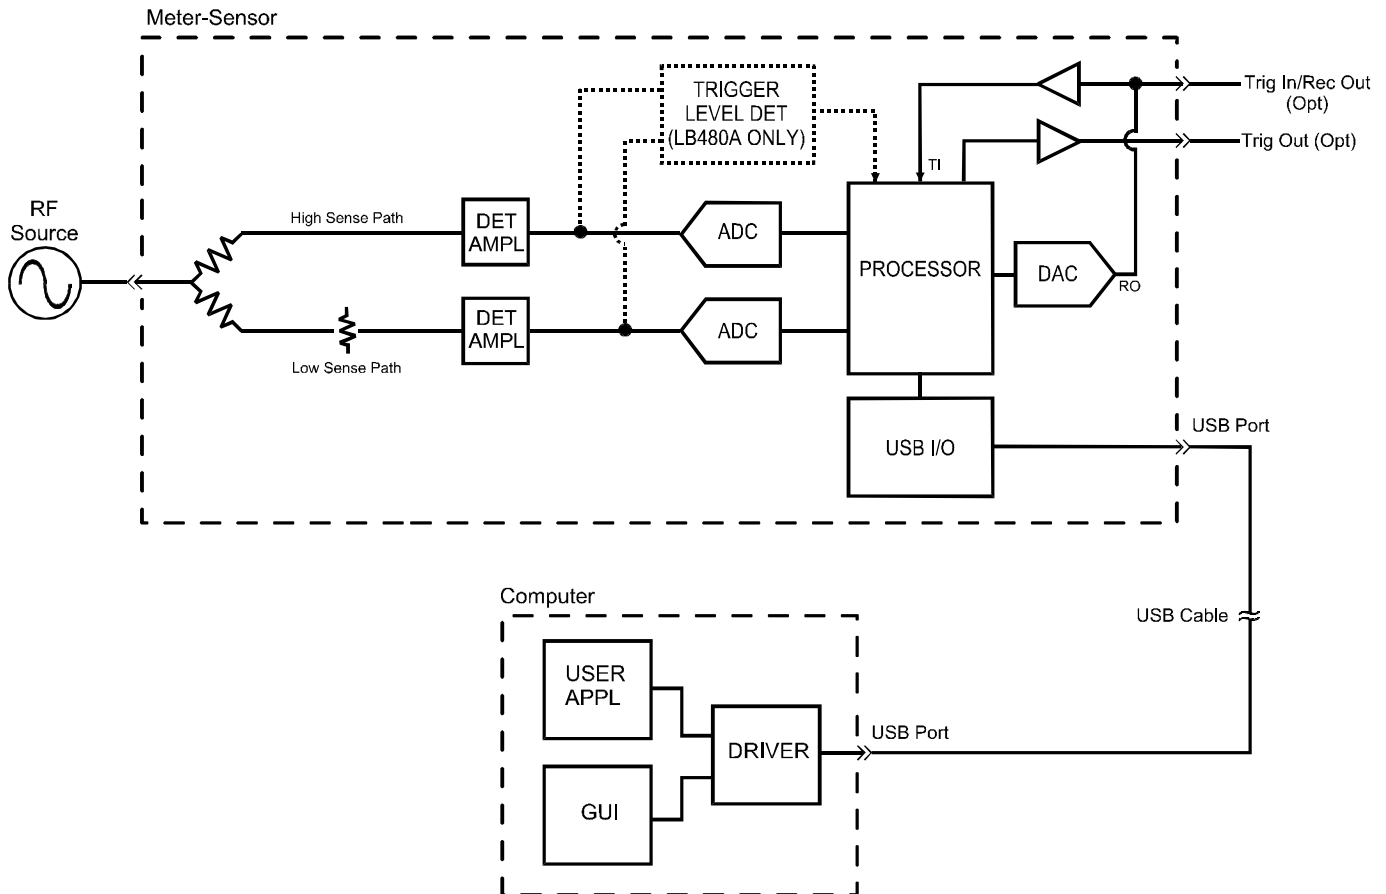 Meter-Sensor
TRIGGER
LEVEL DET
(LB480A ONLY)
Trig In/Rec Out
(Opt)
Trig Out (Opt)
TI
RF
Source
High Sense Path
DET
AMPL
ADC
PROCESSOR
DAC
RO
DET
AMPL
ADC
Low Sense Path
USB I/O
USB Port
Computer
USB Cable
USER
APPL
USB Port
DRIVER
GUI